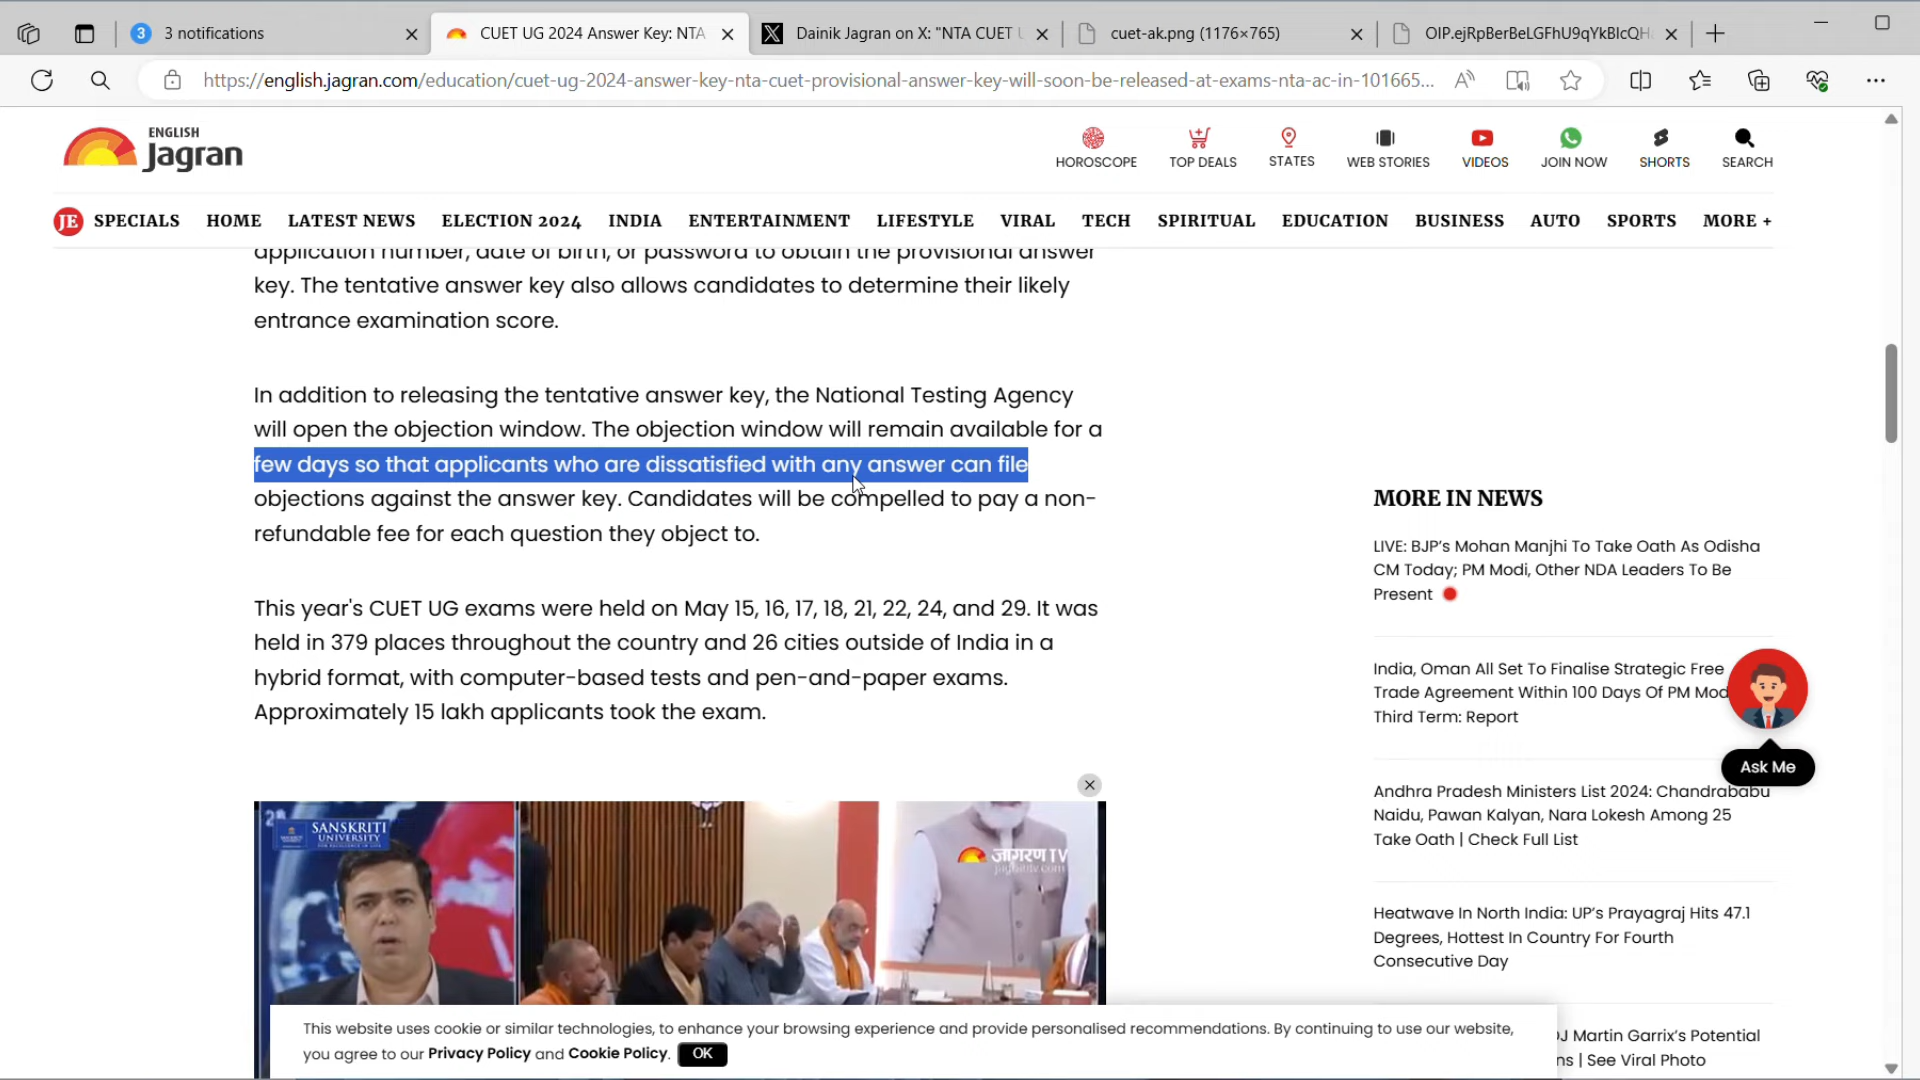 3
3 notifications
CUET UG 2024 Answer Key: NTA
Dainik Jagran on X: "NTA CUET U
cuet-ak.png (1176×765)
OIP.ejRpBerBeLGFhU9qYkBIcQH
https://english.jagran.com/education/cuet-ug-2024-answer-key-nta-cuet-provisional-answer-key-will-soon-be-released-at-exams-nta-ac-in-101665...
ENGLISH
Jagran
HOROSCOPE
TOP DEALS
STATES
WEB STORIES
VIDEOS
JOIN NOW
SHORTS
SEARCH
JE SPECIALS HOME LATEST NEWS ELECTION 2024 INDIA ENTERTAINMENT LIFESTYLE VIRAL TECH SPIRITUAL EDUCATION BUSINESS AUTO SPORTS MORE +
application number, date of birth, or password to obtain the provisional answer
key. The tentative answer key also allows candidates to determine their likely
entrance examination score.
In addition to releasing the tentative answer key, the National Testing Agency
will open the objection window. The objection window will remain available for a
few days so that applicants who are dissatisfied with any answer can file
objections against the answer key. Candidates will be compelled to pay a non-
refundable fee for each question they object to.
This year's CUET UG exams were held on May 15, 16, 17, 18, 21, 22, 24, and 29. It was
held in 379 places throughout the country and 26 cities outside of India in a
hybrid format, with computer-based tests and pen-and-paper exams.
Approximately 15 lakh applicants took the exam.
SANSKRITI
UNIVERSITY
जागरण TV
MORE IN NEWS
LIVE: BJP's Mohan Manjhi To Take Oath As Odisha
CM Today; PM Modi, Other NDA Leaders To Be
Present
India, Oman All Set To Finalise Strategic Free
Trade Agreement Within 100 Days Of PM Mod
Third Term: Report
Ask Me
Andhra Pradesh Ministers List 2024: Chandrababu
Naidu, Pawan Kalyan, Nara Lokesh Among 25
Take Oath | Check Full List
Heatwave In North India: UP's Prayagraj Hits 47.1
Degrees, Hottest In Country For Fourth
Consecutive Day
DJ Martin Garrix's Potential
ns | See Viral Photo
This website uses cookie or similar technologies, to enhance your browsing experience and provide personalised recommendations. By continuing to use our website,
you agree to our Privacy Policy and Cookie Policy. OK